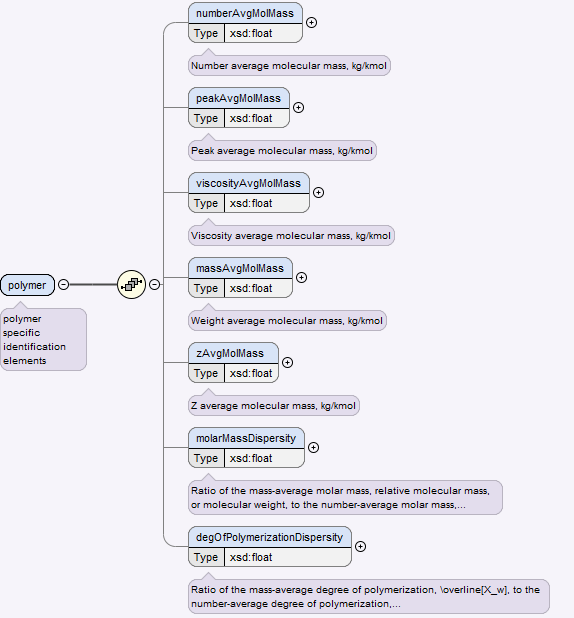 numberAvgMolMass
Type xsd:float
Number average molecular mass, kg/kmol
peakAvgMolMass
Type xsd:float
Peak average molecular mass, kg/kmol
viscosityAvgMolMass
Type xsd:float
Viscosity average molecular mass, kg/kmol
massAvgMolMass
Type xsd:float
Weight average molecular mass, kg/kmol
polymer
polymer
specific
identification
elements
zAvgMolMass
Type xsd:float
Z average molecular mass, kg/kmol
molarMassDispersity
Type xsd:float
Ratio of the mass-average molar mass, relative molecular mass,
or molecular weight, to the number-average molar mass,...
degOfPolymerizationDispersity
Type xsd:float
Ratio of the mass-average degree of polymerization, \overline[X_w], to the
number-average degree of polymerization,...